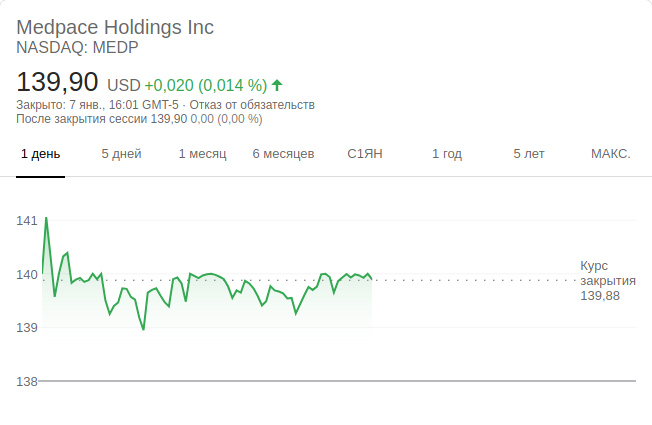 Medpace Holdings Inc
NASDAQ: MEDP
139,90 USD +0,020 (0,014 %)
Закрыто: 7 янв., 16:01 GMT-5 · Отказ от обязательств
После закрытия сессии 139,90 0,00 (0,00 %)
1 день 5 дней 1 месяц 6 месяцев С1ЯН 1 год 5 лет МАКС.
141
140
139
138
Курс
закрытия
139,88